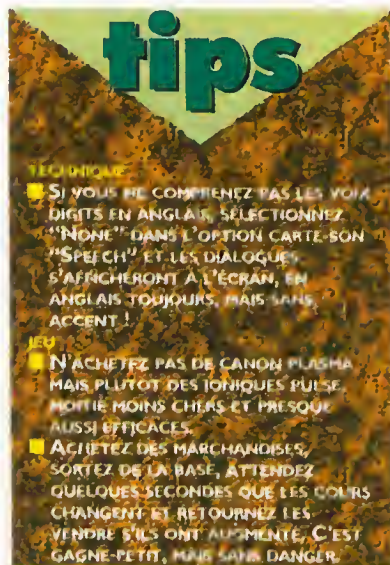 tips
TECHNIQUE
SI VOUS NE COMPRENEZ PAS LES VOIX
DIGITS EN ANGLAIS, SÉLECTIONNEZ
"NONE" DANS L'OPTION CARTE-SON
"SPEECH" ET LES DIALOGUES
S'AFFICHERONT À L'ÉCRAN, EN
ANGLAIS TOUJOURS, MAIS SANS
ACCENT !
JEU
N'ACHETEZ PAS DE CANON PLASMA
MAIS PLUTOT DES IONIQUES PULSE,
MOITIÉ MOINS CHERS ET PRESQUE
AUSSI EFFICACES.
ACHETEZ DES MARCHANDISES,
SORTEZ DE LA BASE, ATTENDEZ
QUELQUES SECONDES QUE LES COURS
CHANGENT ET RETOURNEZ LES
VENDRE S'ILS ONT AUGMENTÉ, C'EST
GAGNE-PETIT, MAIS SANS DANGER.